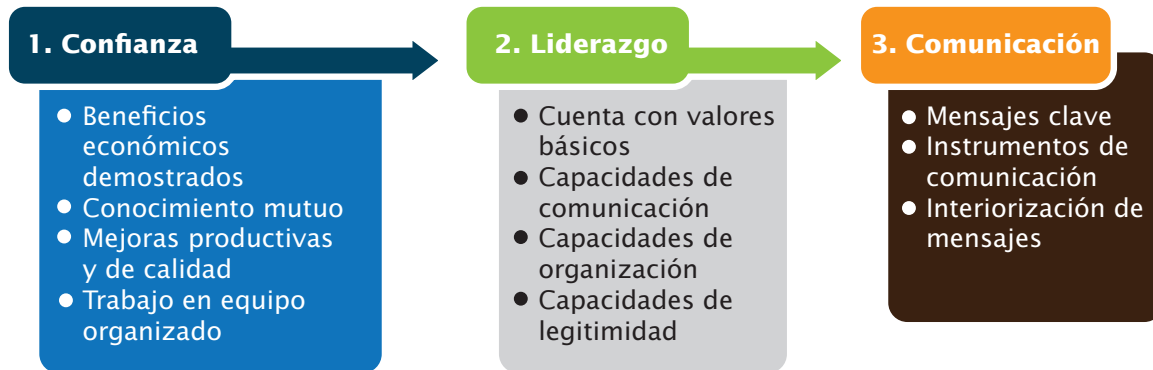 1. Confianza
Beneficios
económicos
demostrados
Conocimiento mutuo
Mejoras productivas
y de calidad
Trabajo en equipo
organizado
2. Liderazgo
Cuenta con valores
básicos
Capacidades de
comunicación
Capacidades de
organización
Capacidades de
legitimidad
3. Comunicación
Mensajes clave
Instrumentos de
comunicación
Interiorización de
mensajes